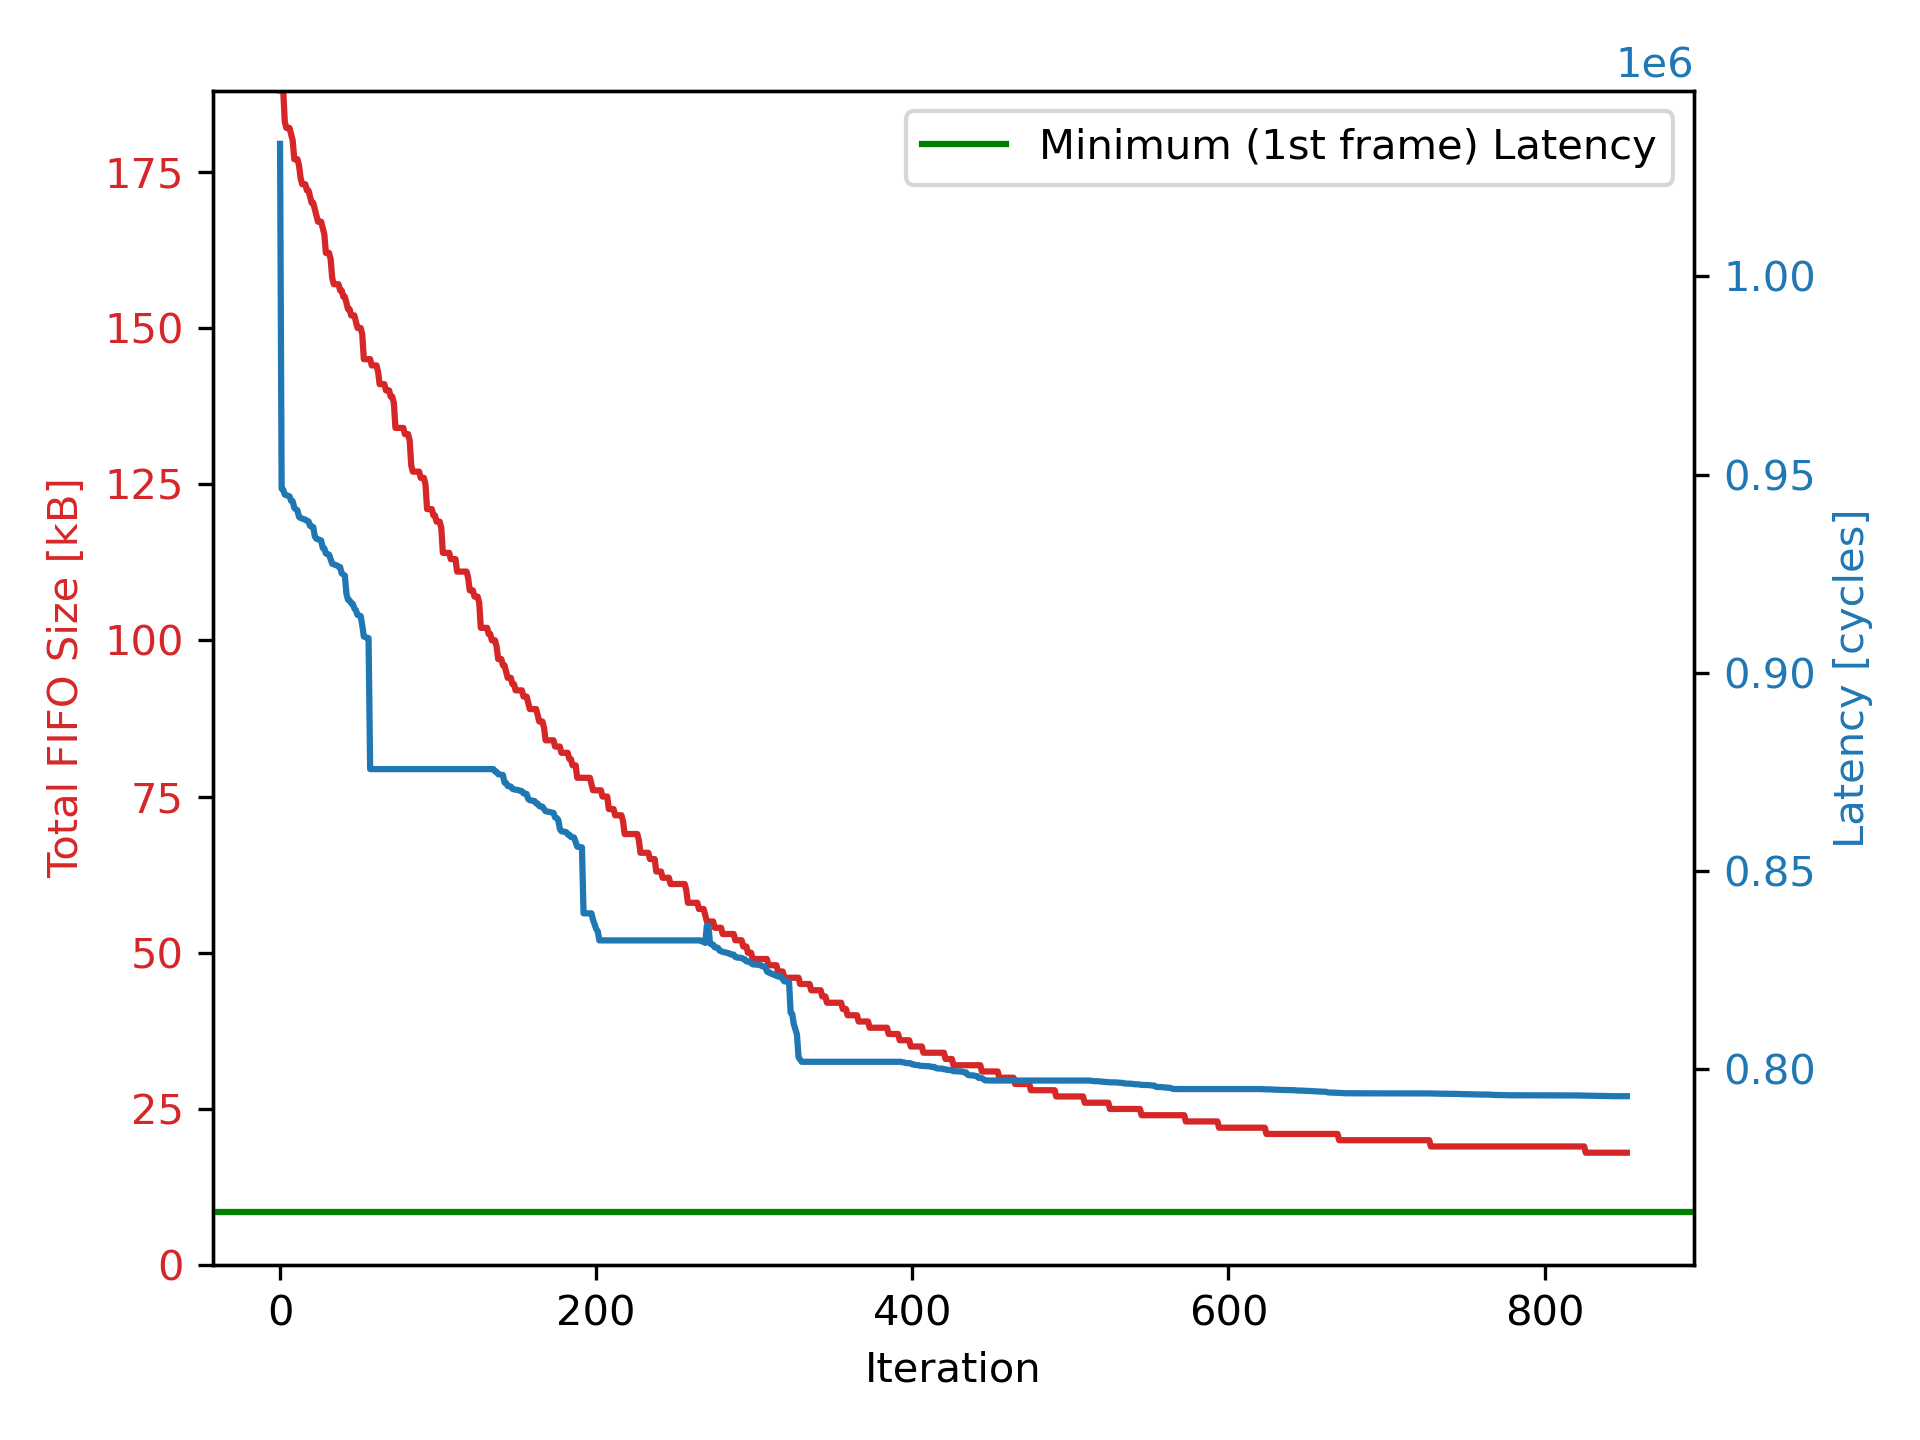 1e6
Minimum (1st frame) Latency
175
150
125
100
75
50
25
0
Total FIFO Size [kB]
1.00
0.95
0.90
0.85
0.80
Latency [cycles]
0 200 400 600 800
Iteration